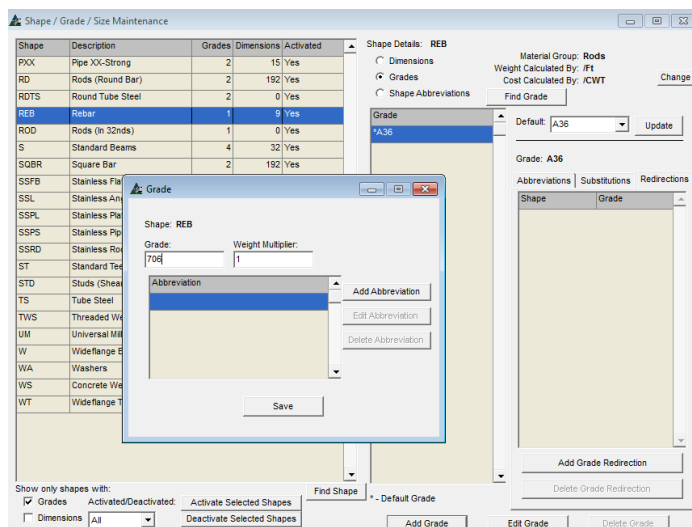 Shape / Grade / Size Maintenance
Shape Description Grades Dimensions Activated
PXX Pipe XX-Strong 2 15 Yes
RD Rods (Round Bar) 2 192 Yes
RDTS Round Tube Steel 2 0 Yes
REB Rebar 1 9 Yes
ROD Rods (In 32nds) 1 0 Yes
S Standard Beams 4 32 Yes
SQBR Square Bar 2 192 Yes
SSFB Stainless Fla
SSL Stainless Ang
SSPL Stainless Pla
SSPS Stainless Pip
SSRD Stainless Roc
ST Standard Tee
STD Studs (Shear
TS Tube Steel
TWS Threaded We
UM Universal Mill
W Wideflange B
WA Washers
WS Concrete We
WT Wideflange T
Shape Details: REB
Dimensions
Grades
Shape Abbreviations
Material Group: Rods
Weight Calculated By: /Ft
Cost Calculated By: /CWT
Change
Find Grade
Grade
*A36
Default: A36 Update
Grade: A36
Abbreviations Substitutions Redirections
Shape Grade
Add Grade Redirection
Delete Grade Redirection
Grade
Shape: REB
Grade: Weight Multiplier:
706 1
Abbreviation
Add Abbreviation
Edit Abbreviation
Delete Abbreviation
Save
Show only shapes with:
Grades Activated/Deactivated:
Dimensions All
Activate Selected Shapes
Deactivate Selected Shapes
Find Shape
* - Default Grade
Add Grade Edit Grade Delete Grade